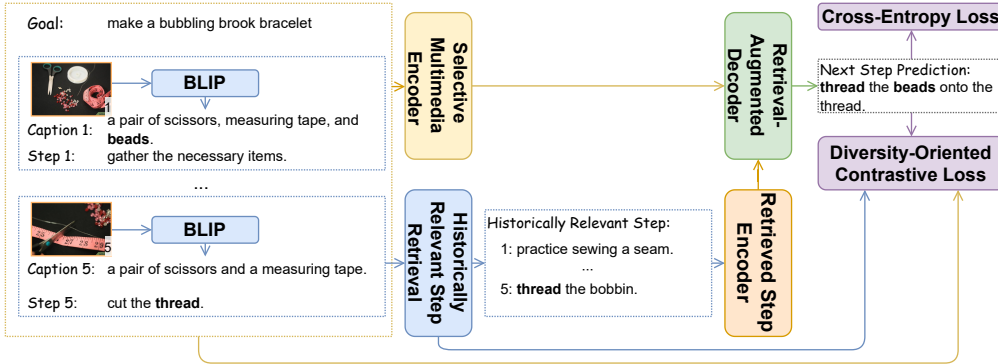 Goal: make a bubbling brook bracelet
1
BLIP
Caption 1: a pair of scissors, measuring tape, and
beads.
Step 1: gather the necessary items.
...
26 27 28 29
5
BLIP
Caption 5: a pair of scissors and a measuring tape.
Step 5: cut the thread.
Selective
Multimedia
Encoder
Historically
Relevant Step
Retrieval
Historically Relevant Step:
1: practice sewing a seam.
...
5: thread the bobbin.
Retrieval-
Augmented
Decoder
Retrieved Step
Encoder
Cross-Entropy Loss
Next Step Prediction:
thread the beads onto the
thread.
Diversity-Oriented
Contrastive Loss